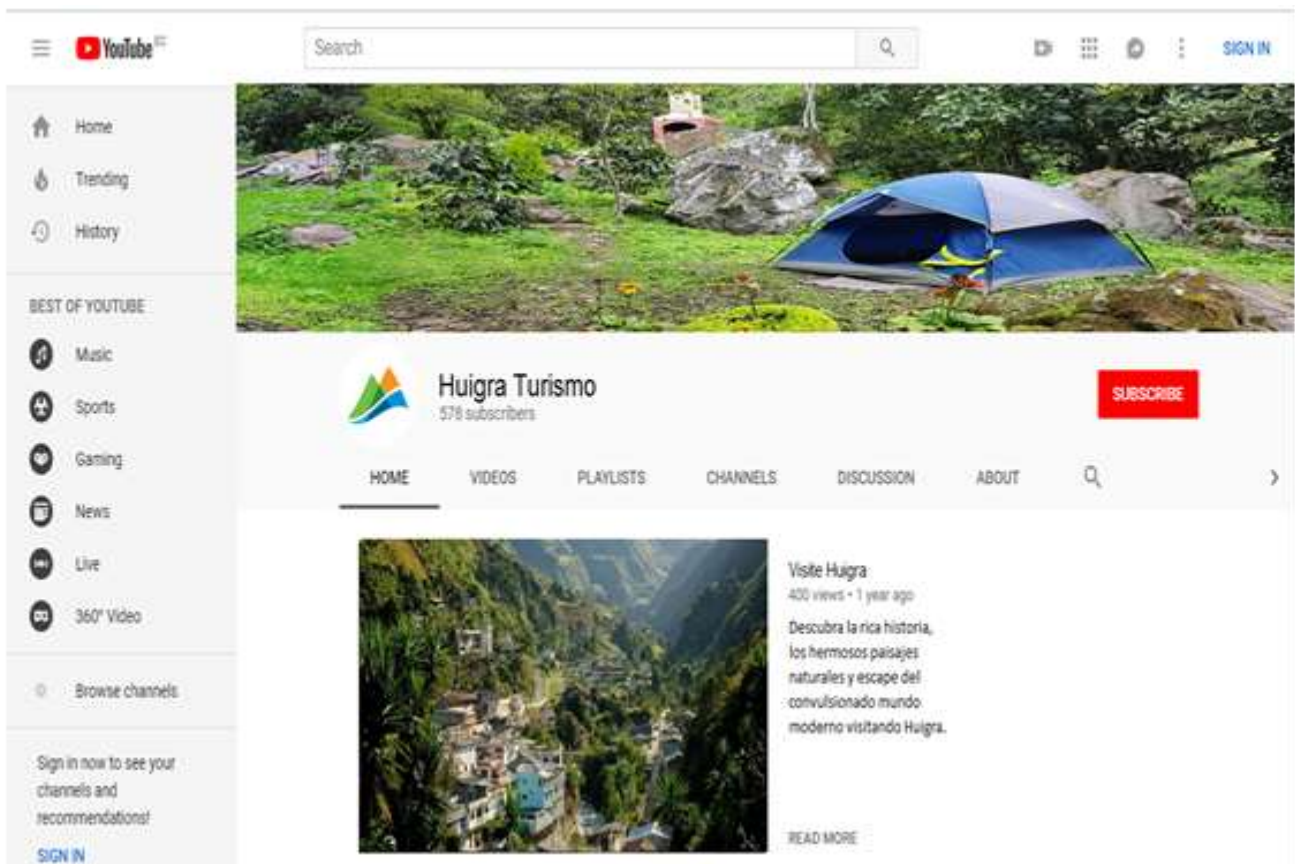 YouTube
Search
SIGN IN
Home
Trending
History
BEST OF YOUTUBE
Music
Sports
Gaming
News
Live
360° Video
Browse channels
Sign in now to see your
channels and
recommendations!
SIGN IN
Huigra Turismo
578 subscribers
SUBSCRIBE
HOME VIDEOS PLAYLISTS CHANNELS DISCUSSION ABOUT
Visite Huigra
400 views • 1 year ago
Descubra la rica historia,
los hermosos paisajes
naturales y escape del
convulsionado mundo
moderno visitando Huigra.
READ MORE